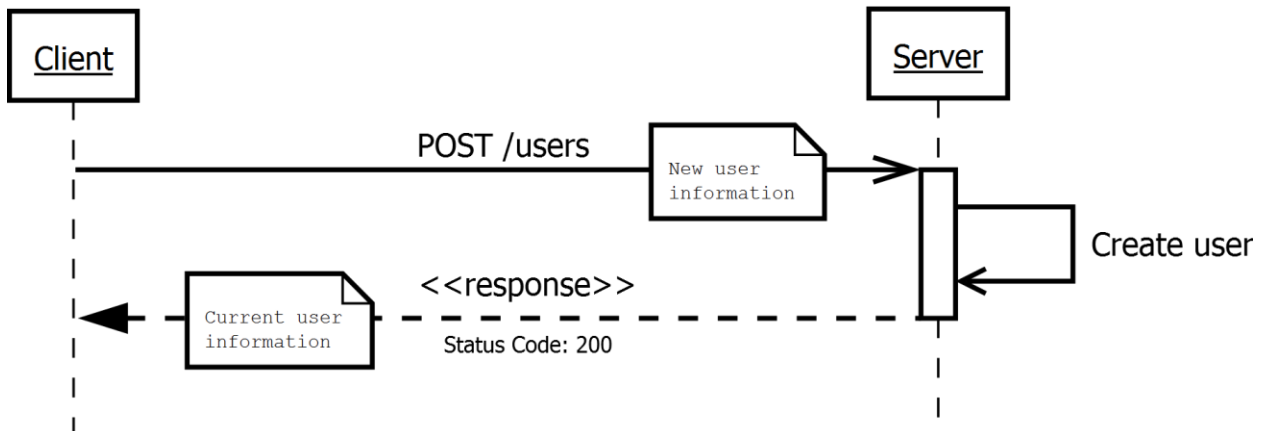 Client
Server
POST /users
New user
information
Create user
<<response>>
Current user
information
Status Code: 200